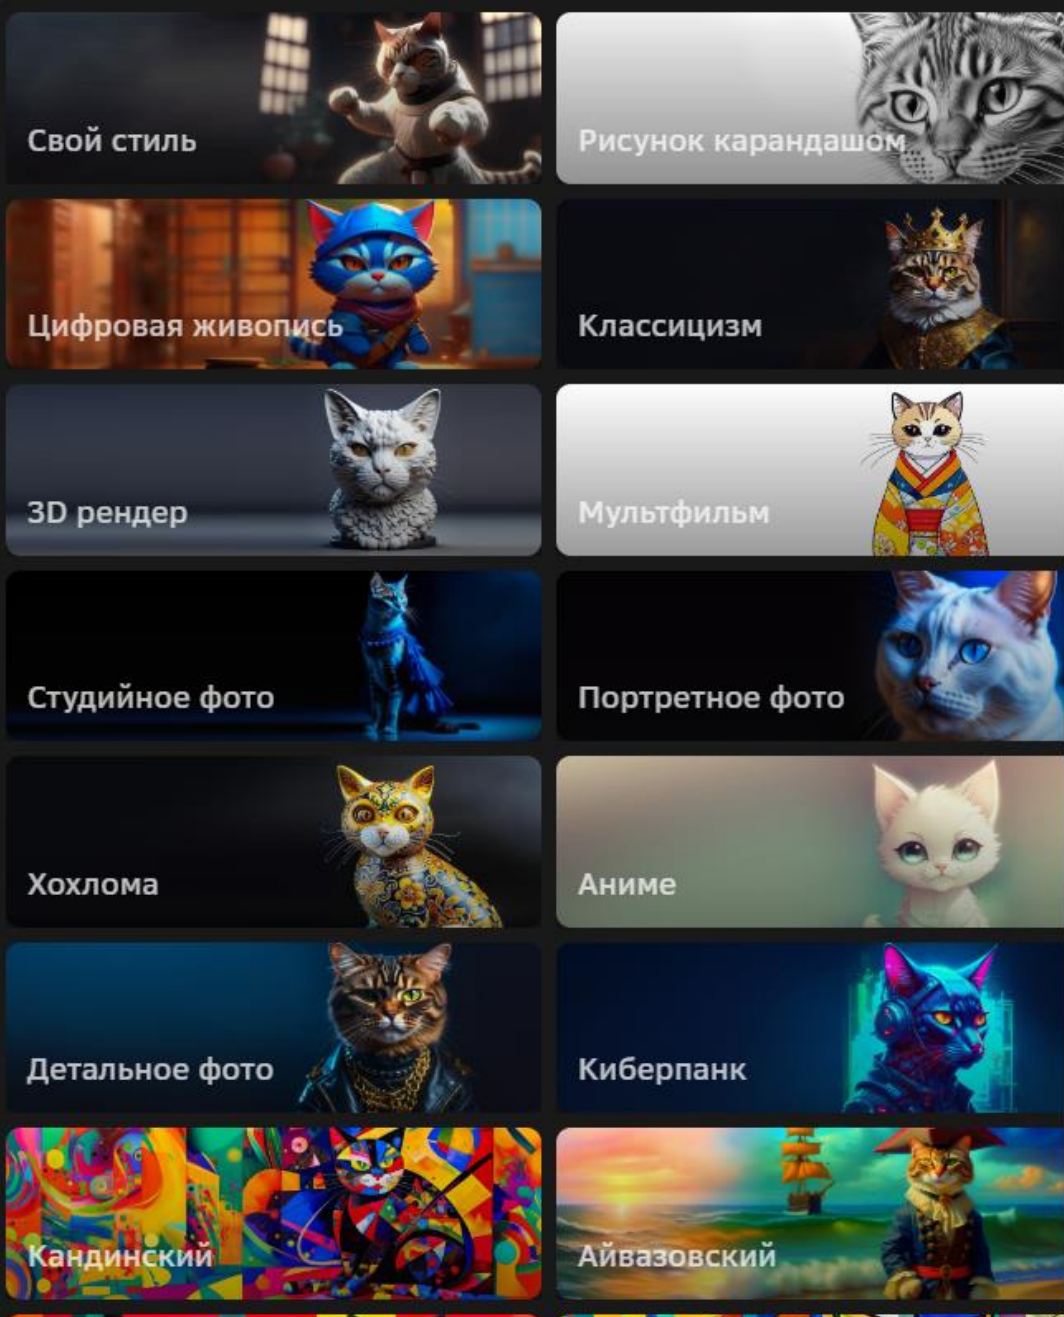 Свой стиль
Рисунок карандашом
Цифровая живопись
Классицизм
3D рендер
Мультфильм
Студийное фото
Портретное фото
Хохлома
Аниме
Детальное фото
Киберпанк
Кандинский
Айвазовский